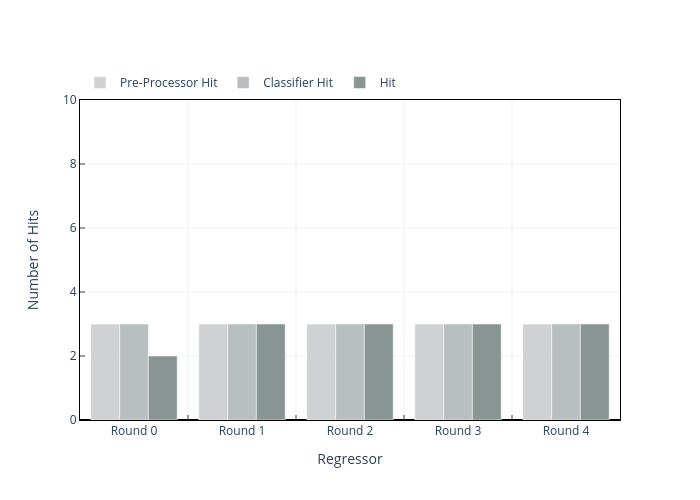 Pre-Processor Hit Classifier Hit Hit
10
8
6
4
2
0
Number of Hits
Round 0 Round 1 Round 2 Round 3 Round 4
Regressor